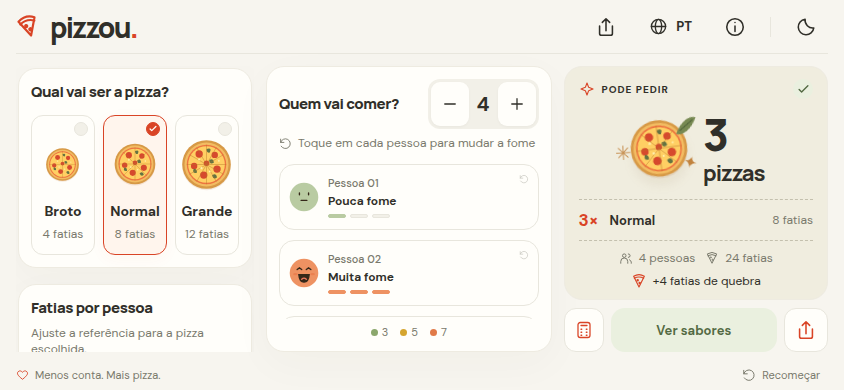 pizzou.
PT
Qual vai ser a pizza?
Broto
4 fatias
Normal
8 fatias
Grande
12 fatias
Fatias por pessoa
Ajuste a referência para a pizza
escolhida.
Quem vai comer?
4
Toque em cada pessoa para mudar a fome
Pessoa 01
Pouca fome
Pessoa 02
Muita fome
3 5 7
PODE PEDIR
3
pizzas
3× Normal 8 fatias
4 pessoas 24 fatias
+4 fatias de quebra
Ver sabores
Menos conta. Mais pizza.
Recomeçar